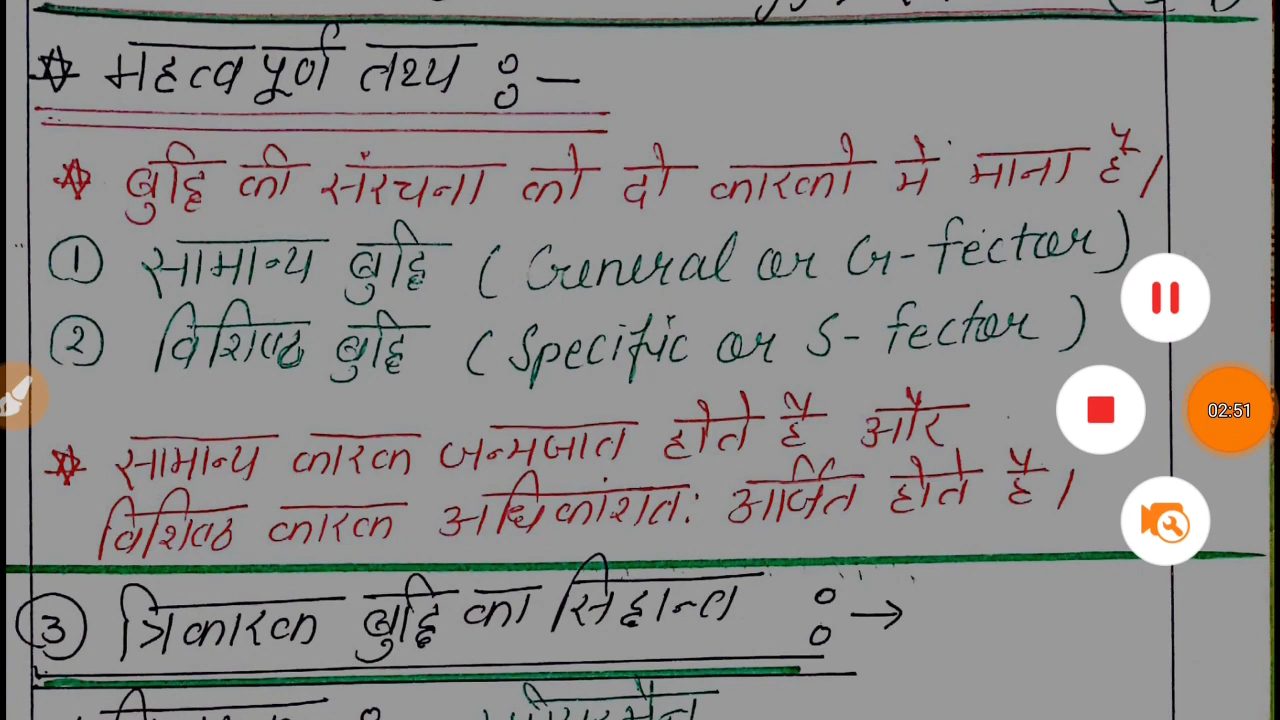 ☆ महत्वपूर्ण तथ्य :-
☆ बुद्धि की संरचना को दो कारको में माना है।
① सामान्य बुद्धि ( General or G-fector )
② विशिष्ठ बुद्धि ( Specific or S-fector )
☆ सामान्य कारक जन्मजात होते है और
विशिष्ठ कारक अधिकांशत: अर्जित होते है।
③ त्रिकारक बुद्धि का सिद्धान्त :→
02:51